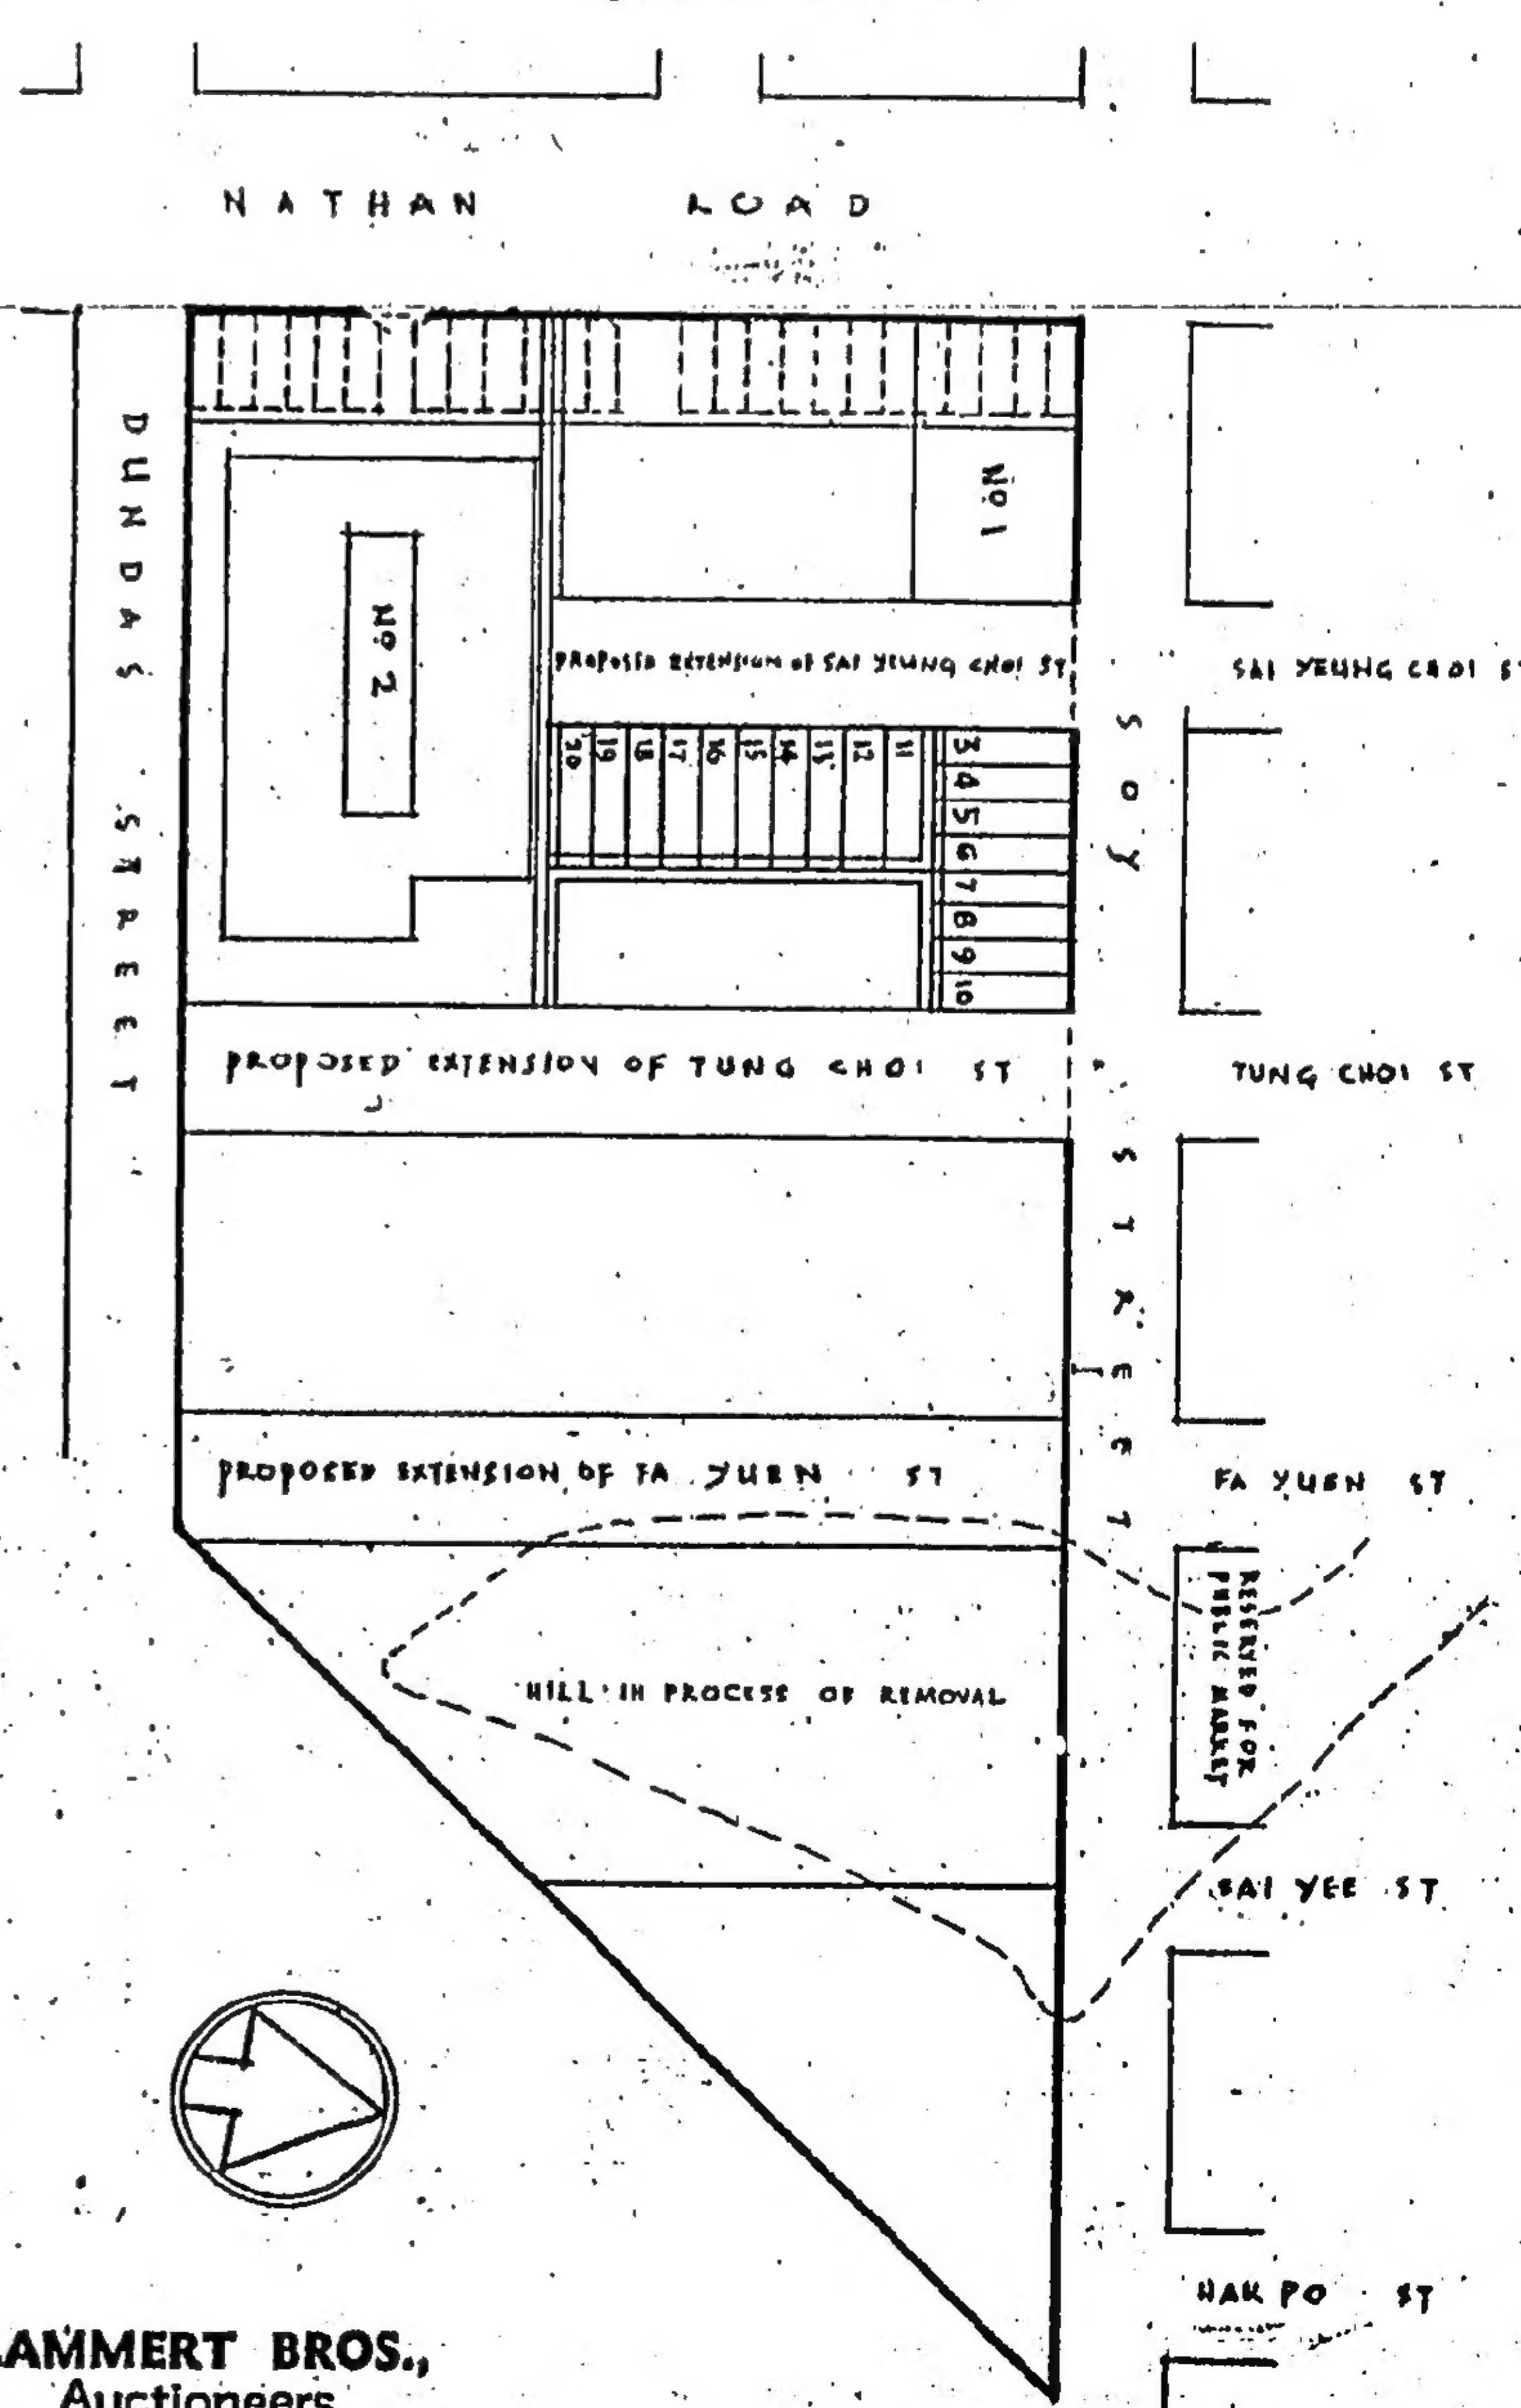 NATHAN ROAD
DUNDAS STREET
No 1
No 2
PROPOSED EXTENSION OF SAI YEUNG CHOI ST
SAI YEUNG CHOI ST
SOY STREET
20 19 18 17 16 15 14 13 12 11
3
4
5
6
7
8
9
10
PROPOSED EXTENSION OF TUNG CHOI ST
TUNG CHOI ST
PROPOSED EXTENSION OF FA YUEN ST
FA YUEN ST
RESERVED FOR
PUBLIC MARKET
HILL IN PROCESS OF REMOVAL
SAI YEE ST
HAK PO ST
LAMMERT BROS.,
Auctioneers